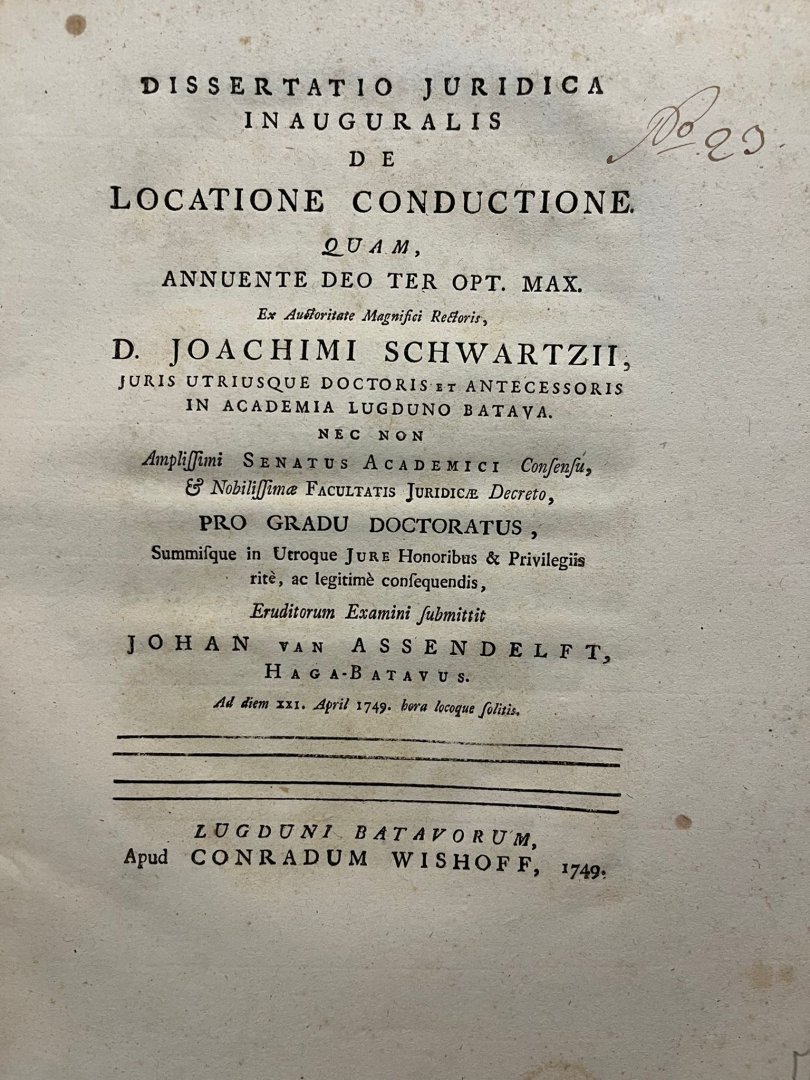 DISSERTATIO JURIDICA
INAUGURALIS
DE
LOCATIONE CONDUCTIONE.
QUAM,
ANNUENTE DEO TER OPT. MAX.
Ex Auctoritate Magnifici Rectoris,
D. JOACHIMI SCHWARTZII,
JURIS UTRIUSQUE DOCTORIS ET ANTECESSORIS
IN ACADEMIA LUGDUNO BATAVA.
NEC NON
Ampliſſimi SENATUS ACADEMICI Conſenſu,
& Nobiliſſimæ FACULTATIS JURIDICÆ Decreto,
PRO GRADU DOCTORATUS,
Summiſque in Utroque JURE Honoribus & Privilegiis
ritè, ac legitimè conſequendis,
Eruditorum Examini ſubmittit
JOHAN VAN ASSENDELFT,
HAGA-BATAVUS.
Ad diem XXI. April 1749. hora locoque ſolitis.
LUGDUNI BATAVORUM,
Apud CONRADUM WISHOFF, 1749.
No 23.